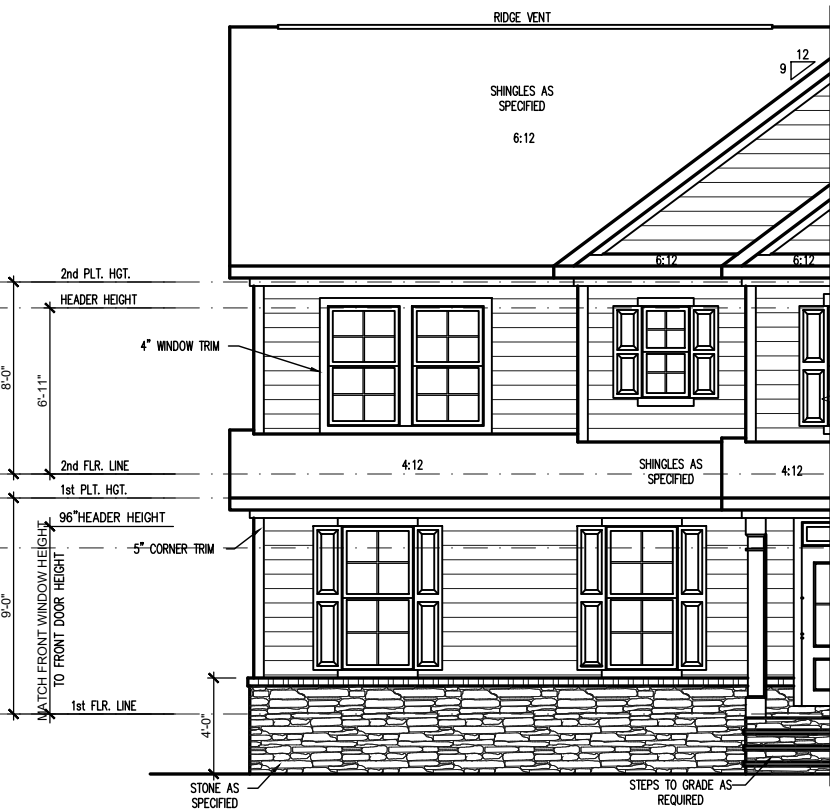 RIDGE VENT
12
9
SHINGLES AS
SPECIFIED
6:12
6:12
6:12
2nd PLT. HGT.
HEADER HEIGHT
4" WINDOW TRIM
8'-0"
6'-11"
2nd FLR. LINE
4:12
SHINGLES AS
SPECIFIED
4:12
1st PLT. HGT.
96"HEADER HEIGHT
5" CORNER TRIM
9'-0"
MATCH FRONT WINDOW HEIGHT
TO FRONT DOOR HEIGHT
1st FLR. LINE
4'-0"
STONE AS
SPECIFIED
STEPS TO GRADE AS
REQUIRED